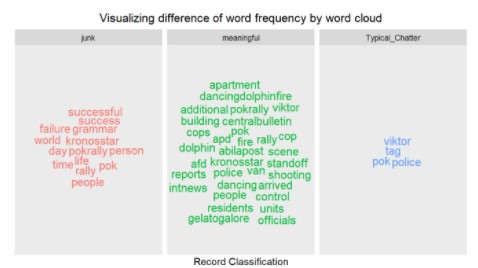 Visualizing difference of word frequency by word cloud
junk
meaningful
Typical_Chatter
successful
success
failure grammar
world kronosstar
day pokrally person
time life
rally pok
people
apartment
dancingdolphinfire
additional pokrally viktor
building centralbulletin
cops pok
apd fire rally cop
dolphin abilapost scene
afd kronosstar standoff
reports police van shooting
intnews dancing arrived
people control
residents units
gelatogalore officials
viktor
tag
pok police
Record Classification